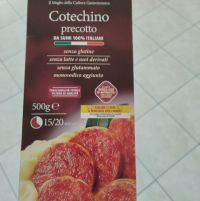 Il Meglio della Cultura Gastronomica
Cotechino
precotto
DA SUINI 100% ITALIANI
senza glutine
senza latte e suoi derivati
senza glutammato
monosodico aggiunto
500g e
15/20